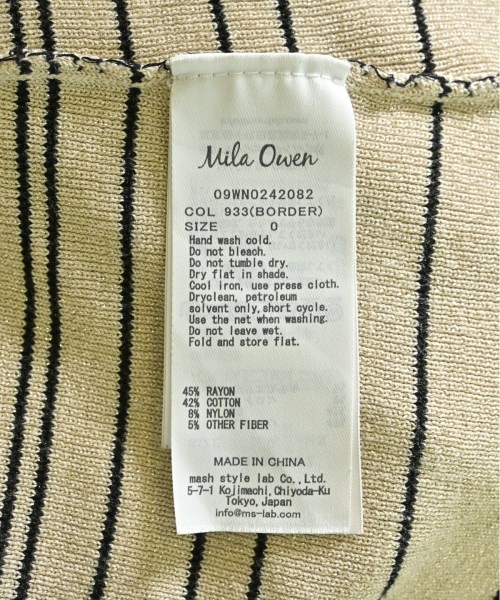 Mila Owen
09WN0242082
COL 933(BORDER)
SIZE 0
Hand wash cold.
Do not bleach.
Do not tumble dry.
Dry flat in shade.
Cool iron, use press cloth.
Dryclean, petroleum
solvent only,short cycle.
Use the net when washing.
Do not leave wet.
Fold and store flat.
45% RAYON
42% COTTON
8% NYLON
5% OTHER FIBER
MADE IN CHINA
mash style lab Co.,Ltd.
5-7-1 Kojimachi,Chiyoda-Ku
Tokyo,Japan
info@ms-lab.com